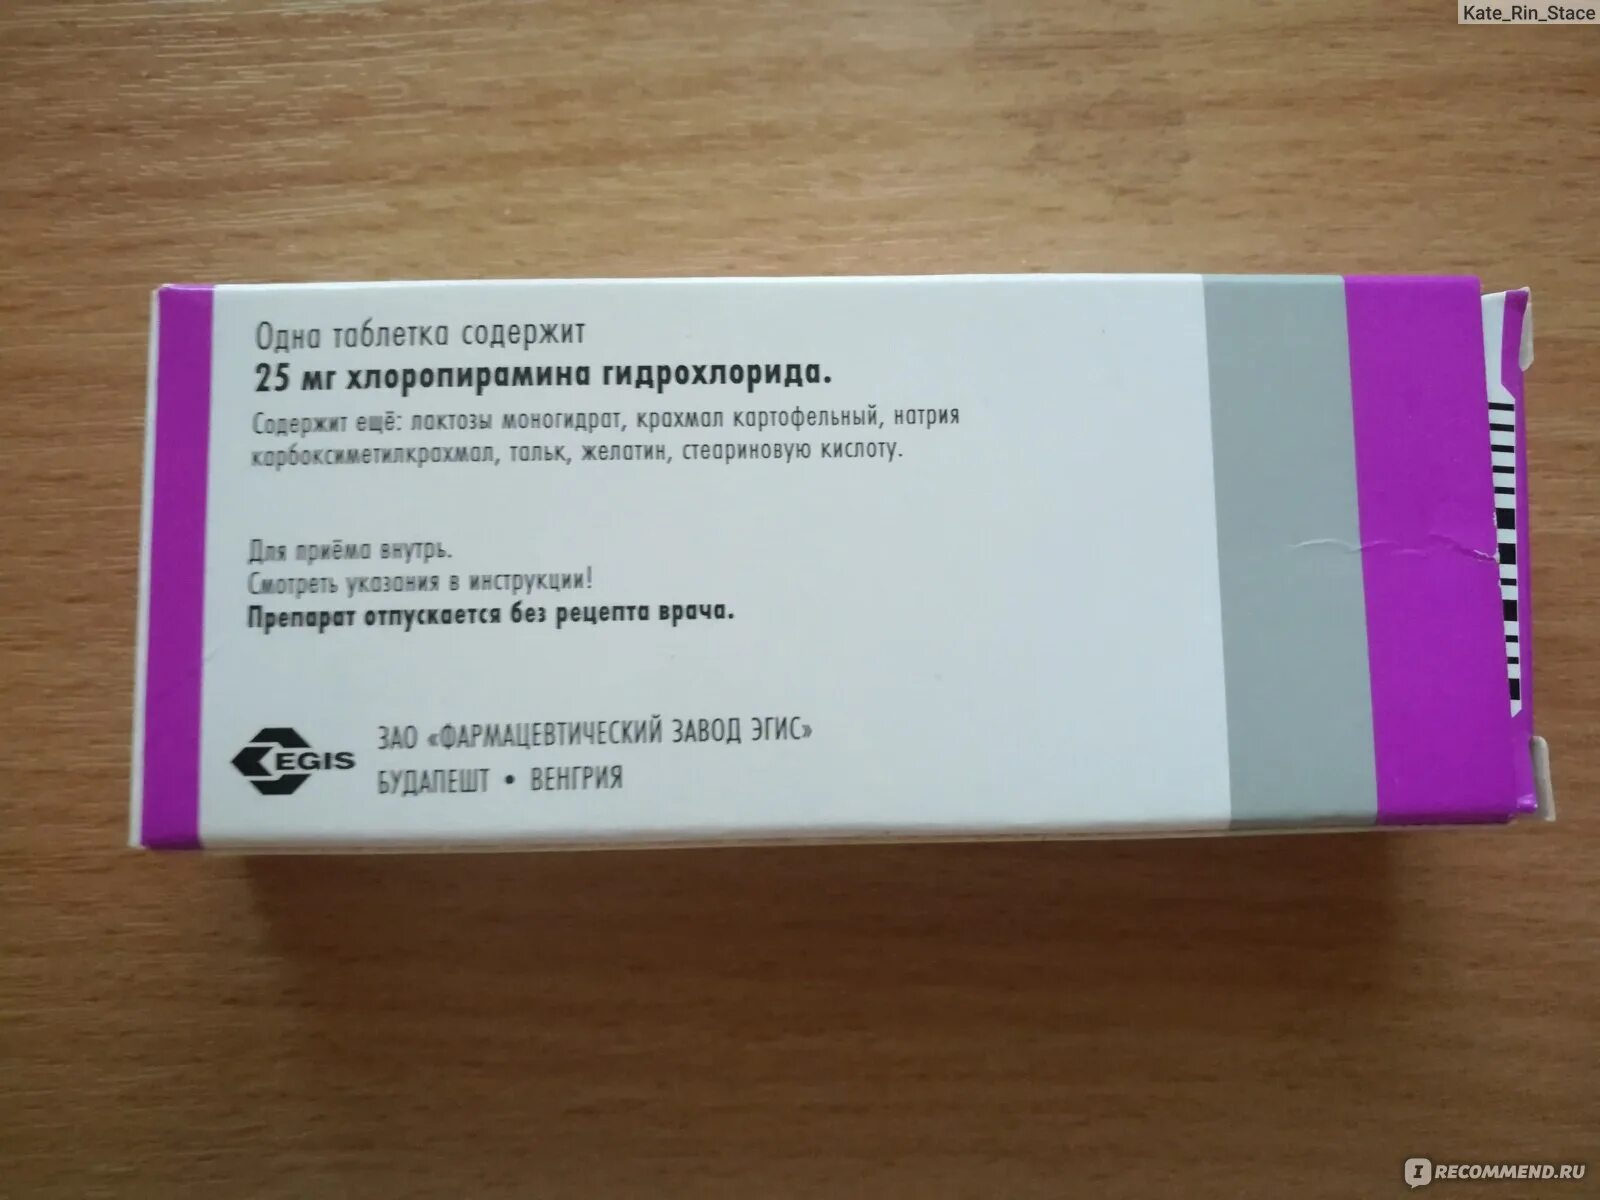 Kate_Rin_Stace
Одна таблетка содержит
25 мг хлоропирамина гидрохлорида.
Содержит ещё: лактозы моногидрат, крахмал картофельный, натрия
карбоксиметилкрахмал, тальк, желатин, стеариновую кислоту.
Для приёма внутрь.
Смотреть указания в инструкции!
Препарат отпускается без рецепта врача.
EGIS
ЗАО «ФАРМАЦЕВТИЧЕСКИЙ ЗАВОД ЭГИС»
БУДАПЕШТ • ВЕНГРИЯ
IRECOMMEND.RU